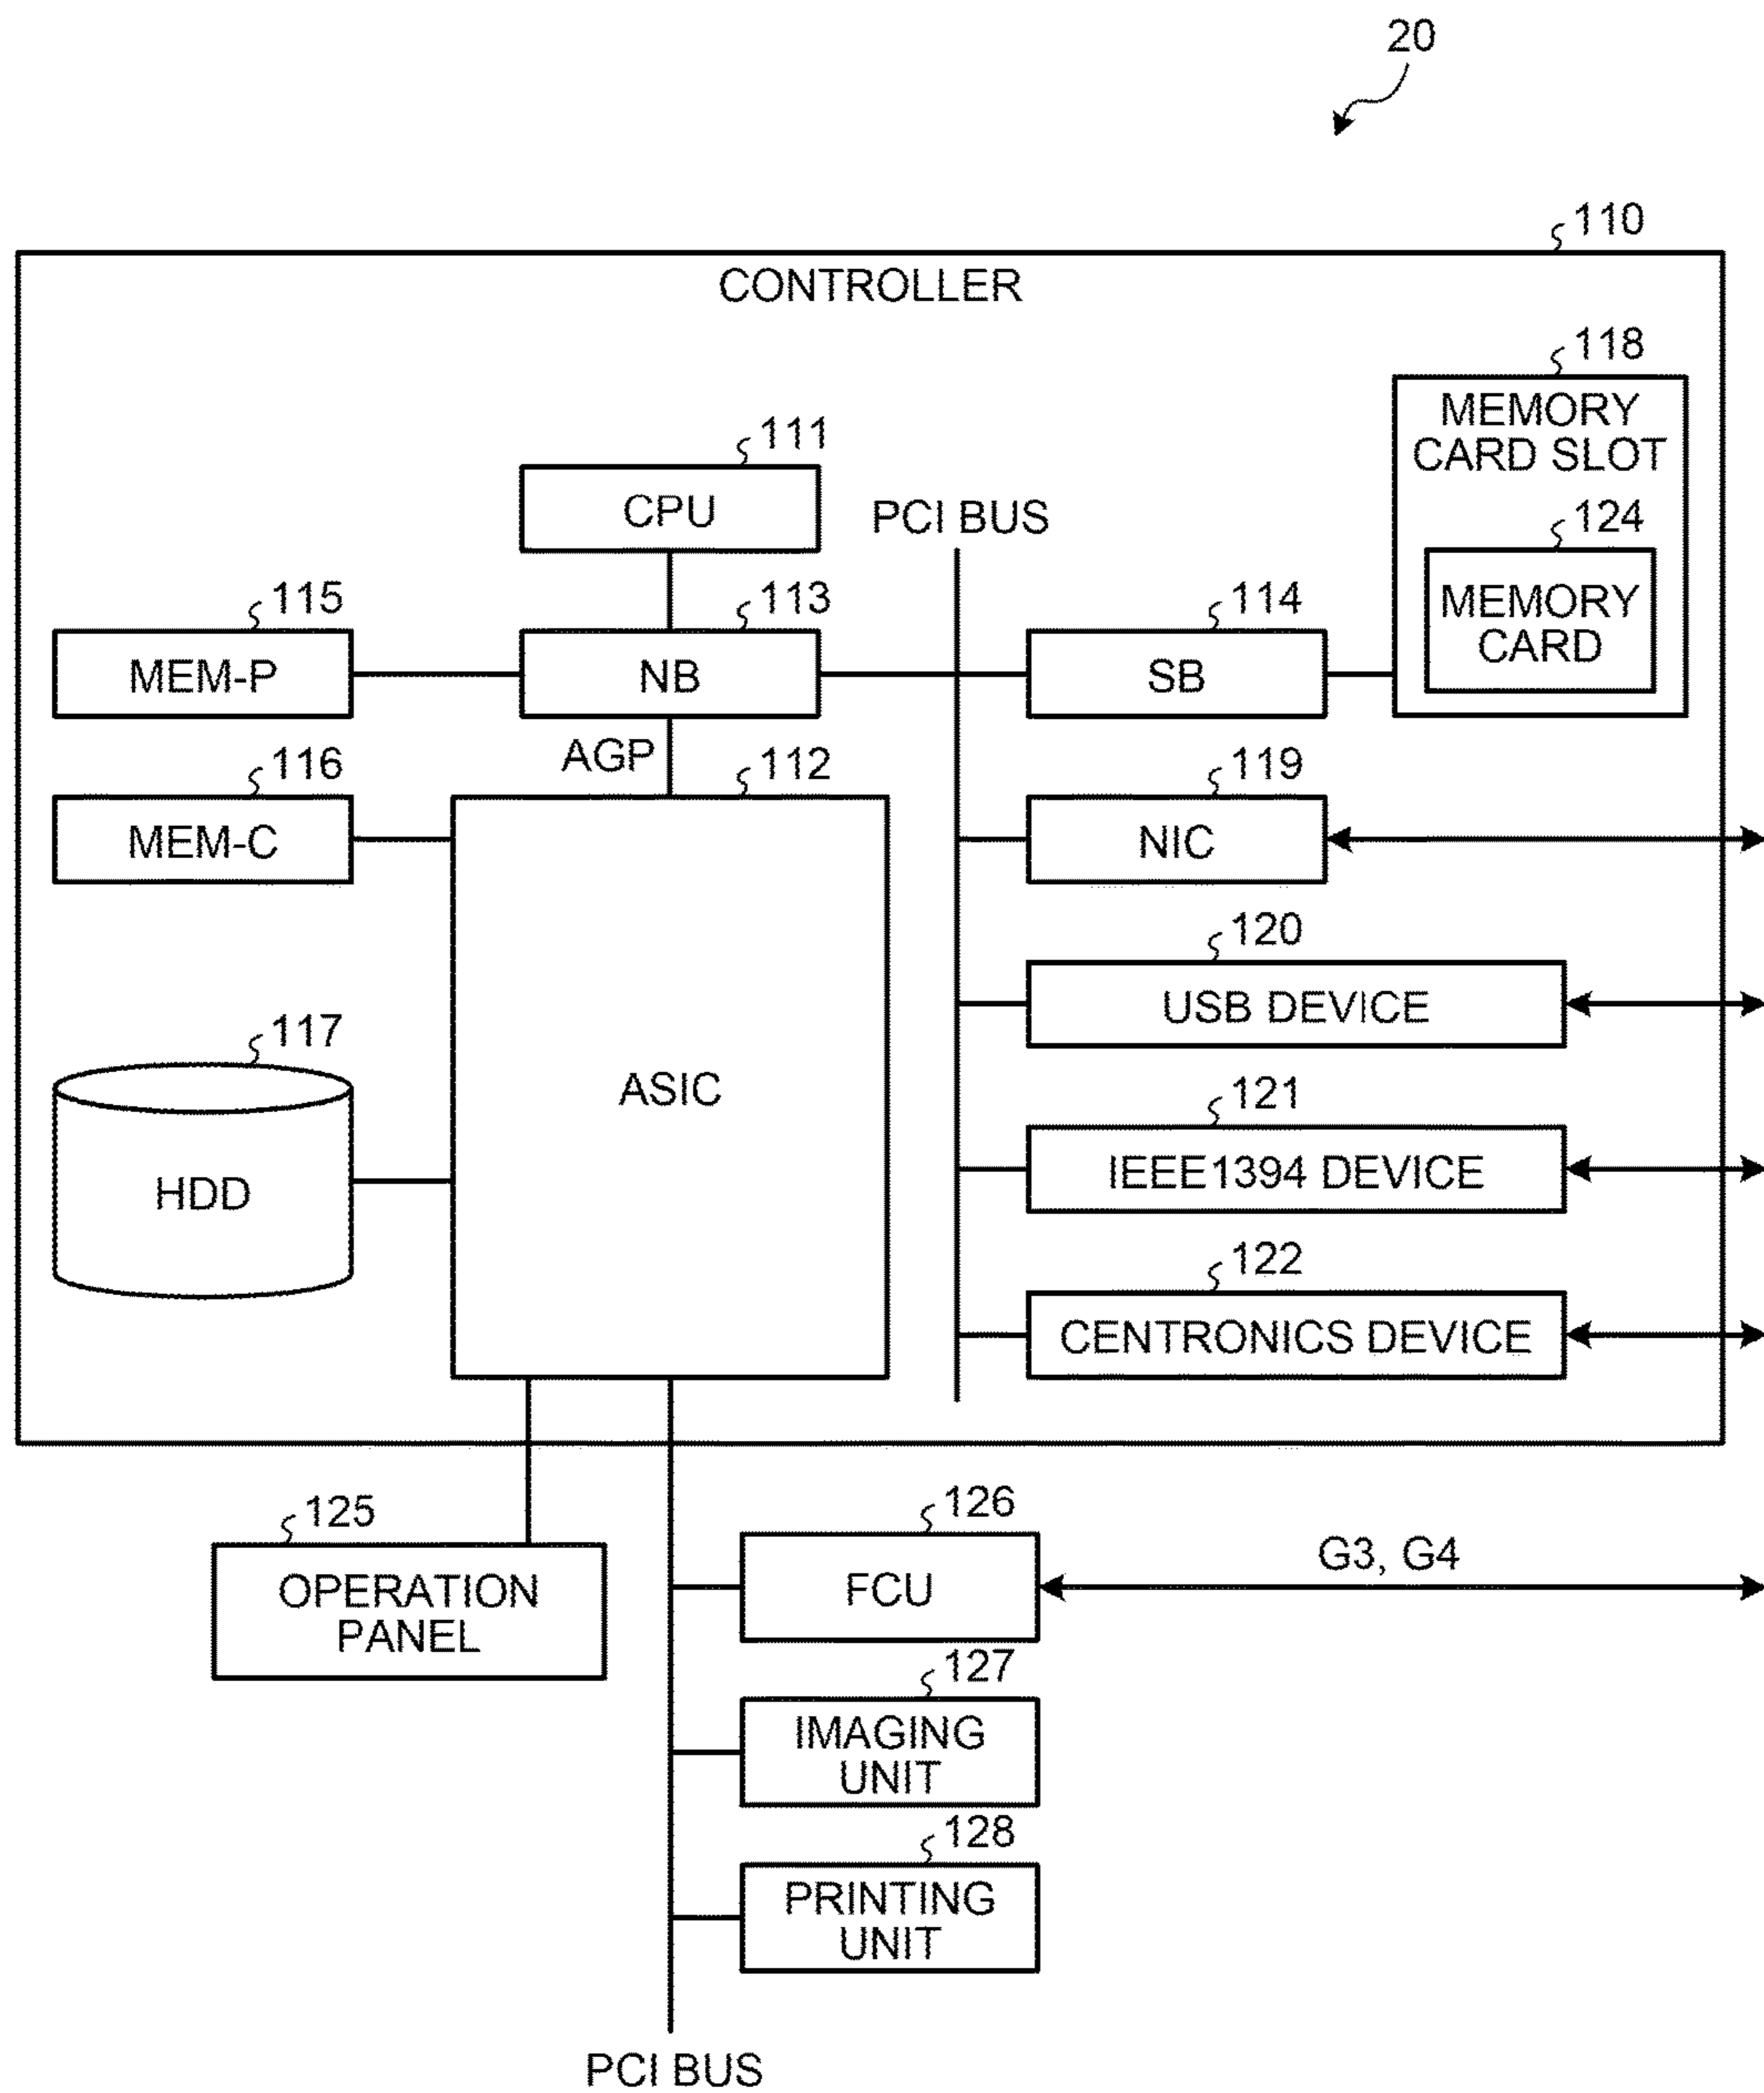 20
110
CONTROLLER
118
MEMORY
CARD SLOT
111
CPU
PCI BUS
124
MEMORY
CARD
115
MEM-P
113
NB
114
SB
AGP
116
MEM-C
112
ASIC
119
NIC
120
USB DEVICE
117
HDD
121
IEEE1394 DEVICE
122
CENTRONICS DEVICE
125
OPERATION
PANEL
126
FCU
G3, G4
127
IMAGING
UNIT
128
PRINTING
UNIT
PCI BUS